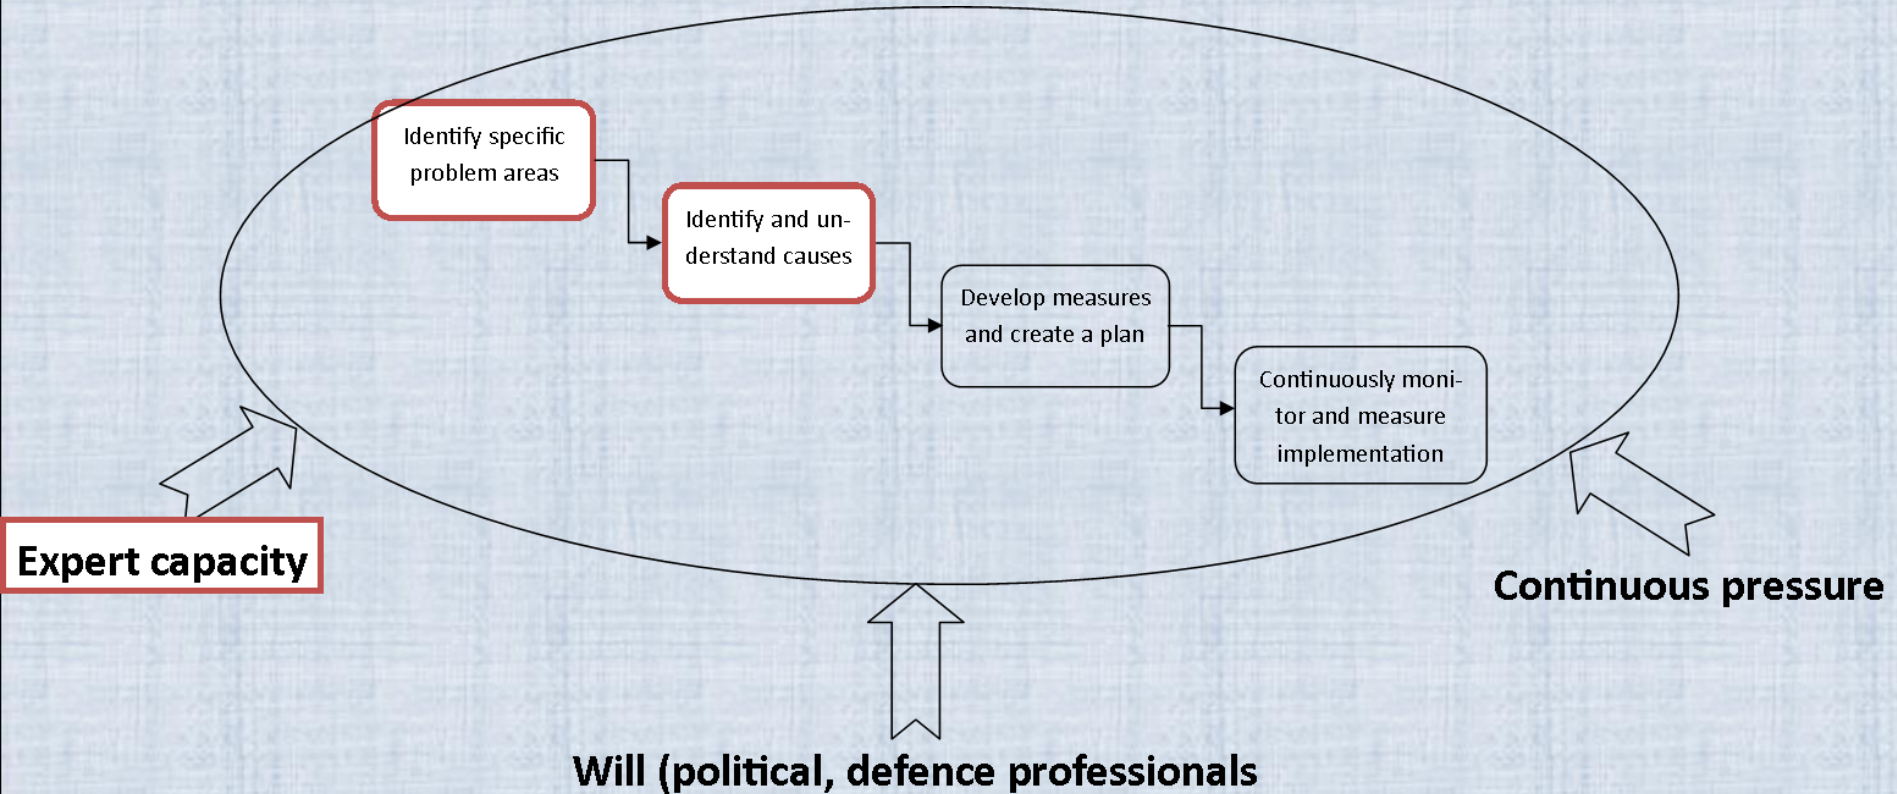 Identify specific
problem areas
Identify and un-
derstand causes
Develop measures
and create a plan
Continuously moni-
tor and measure
implementation
Expert capacity
Continuous pressure
Will (political, defence professionals